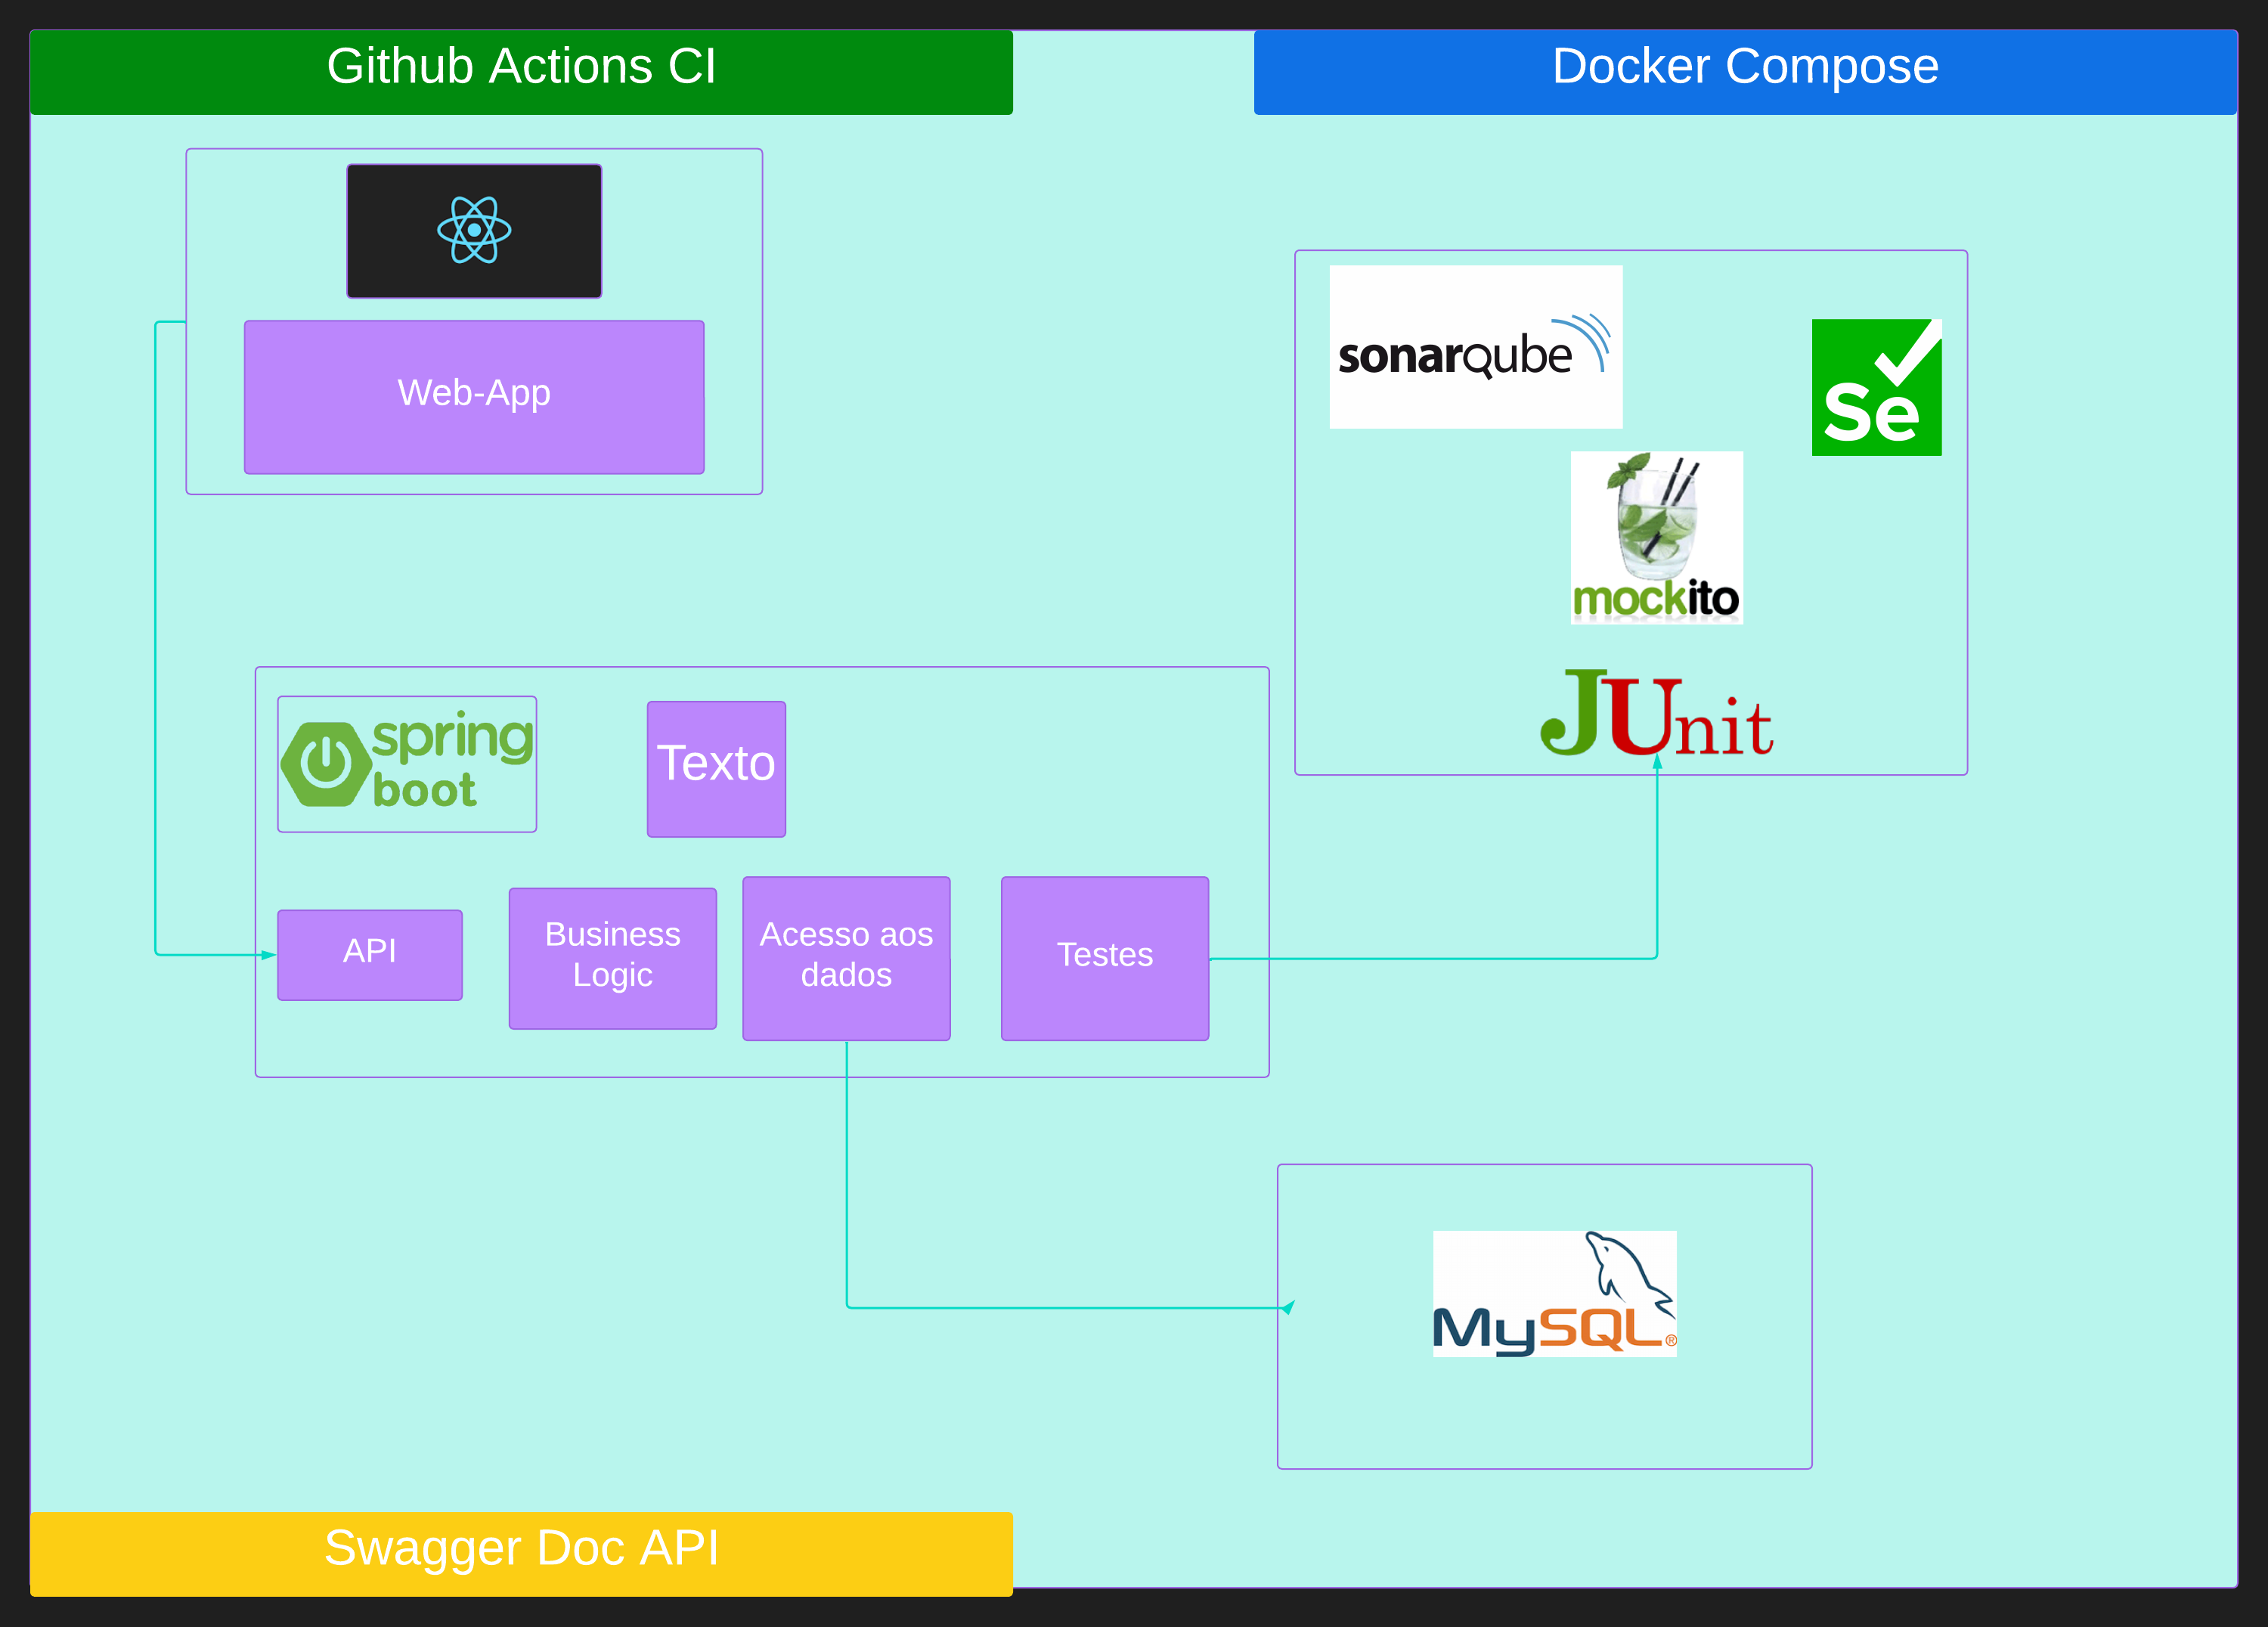 Github Actions CI
Docker Compose
Web-App
sonarqube
Se
mockito
JUnit
spring
boot
Texto
API
Business
Logic
Acesso aos
dados
Testes
MySQL®
Swagger Doc API